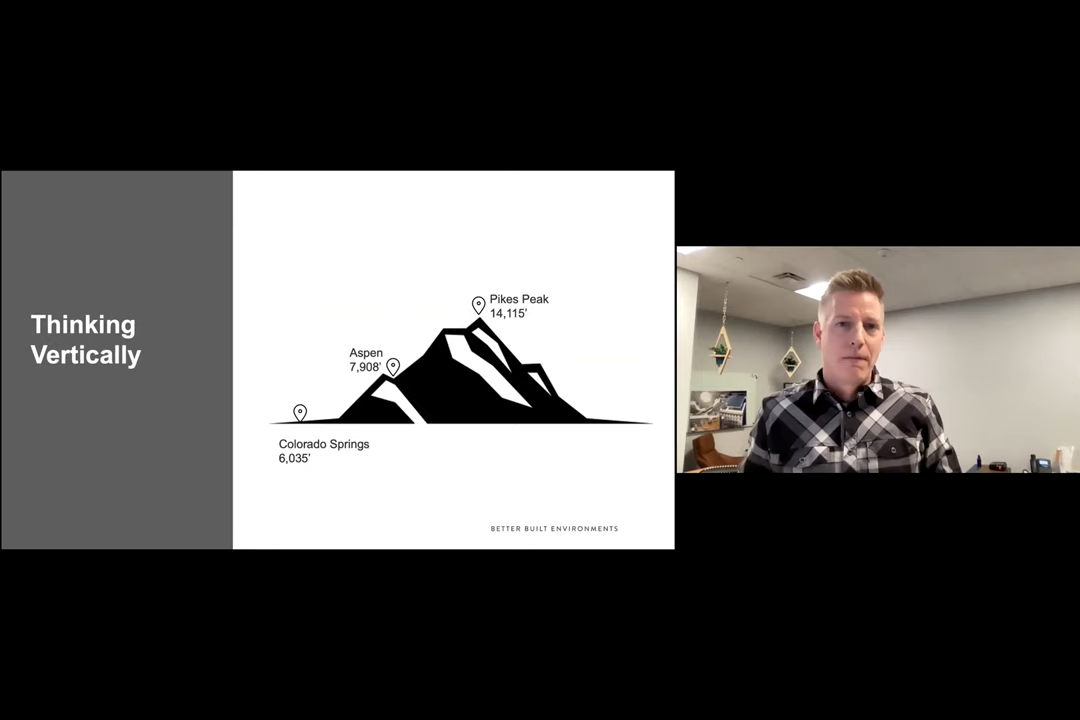 Thinking
Vertically
Pikes Peak
14,115’
Aspen
7,908’
Colorado Springs
6,035’
BETTER BUILT ENVIRONMENTS